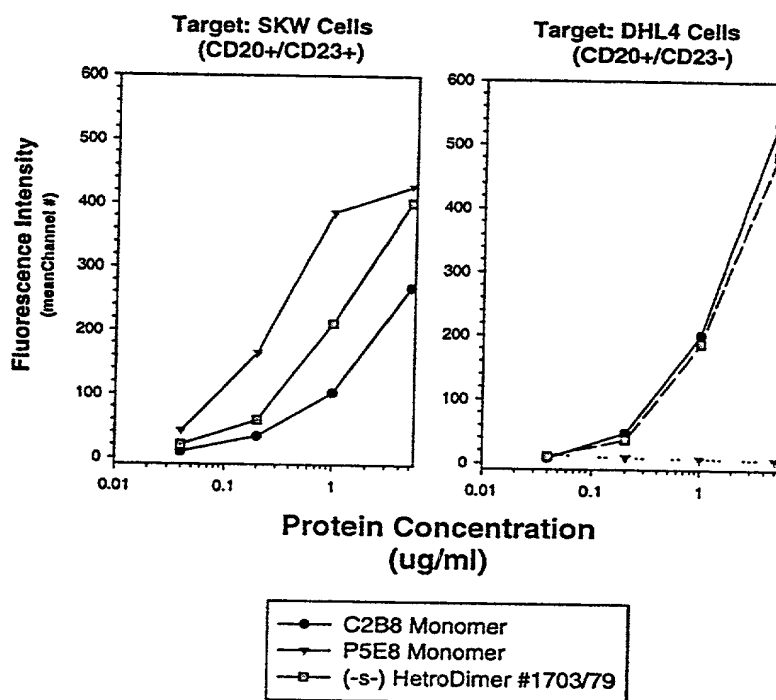 Target: SKW Cells
(CD20+/CD23+)
Target: DHL4 Cells
(CD20+/CD23-)
Fluorescence Intensity
(meanChannel #)
600
500
400
300
200
100
0
0.01
0.1
1
600
500
400
300
200
100
0
0.01
0.1
1
Protein Concentration
(ug/ml)
C2B8 Monomer
P5E8 Monomer
(-s-) HetroDimer #1703/79